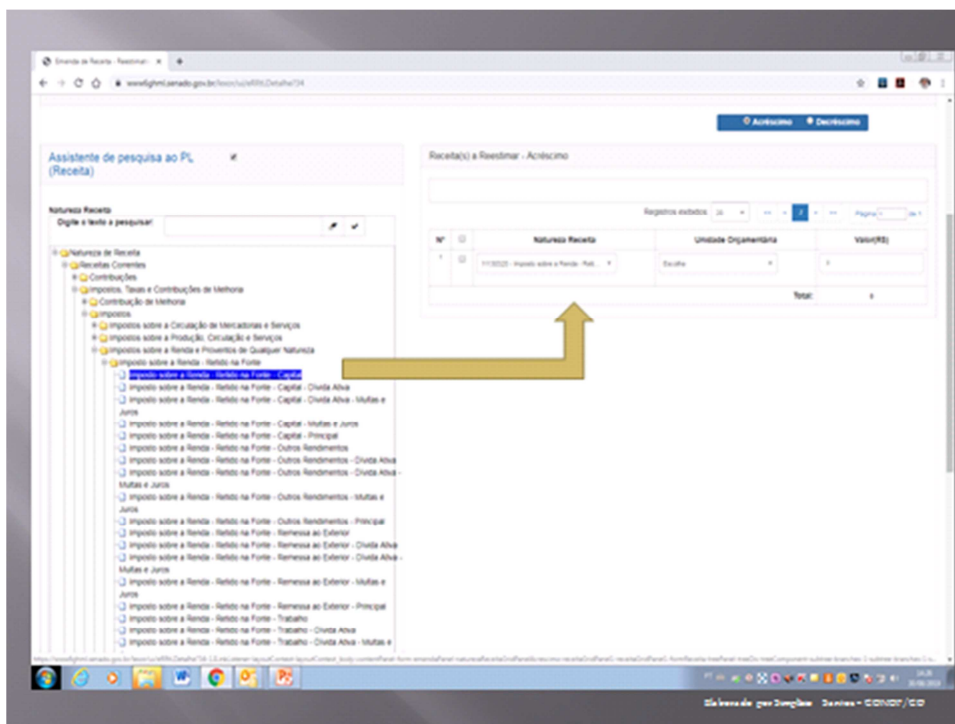 Emenda de Receita - Reestimar
Acréscimo Decréscimo
Assistente de pesquisa ao PL
(Receita)
Receita(s) a Reestimar - Acréscimo
Natureza Receita
Digite o texto a pesquisar:
Registros exibidos
Página
de 1
Nº Natureza Receita Unidade Orçamentária Valor(R$)
Imposto sobre a Renda - Reti... Escolha
Total:
Natureza de Receita
Receitas Correntes
Contribuições
Impostos, Taxas e Contribuições de Melhoria
Contribuição de Melhoria
Impostos
Impostos sobre a Circulação de Mercadorias e Serviços
Impostos sobre a Produção, Circulação e Serviços
Impostos sobre a Renda e Proventos de Qualquer Natureza
Imposto sobre a Renda - Retido na Fonte
Imposto sobre a Renda - Retido na Fonte - Capital
Imposto sobre a Renda - Retido na Fonte - Capital - Dívida Ativa
Imposto sobre a Renda - Retido na Fonte - Capital - Dívida Ativa - Multas e
Juros
Imposto sobre a Renda - Retido na Fonte - Capital - Multas e Juros
Imposto sobre a Renda - Retido na Fonte - Capital - Principal
Imposto sobre a Renda - Retido na Fonte - Outros Rendimentos
Imposto sobre a Renda - Retido na Fonte - Outros Rendimentos - Dívida Ativa
Imposto sobre a Renda - Retido na Fonte - Outros Rendimentos - Dívida Ativa -
Multas e Juros
Imposto sobre a Renda - Retido na Fonte - Outros Rendimentos - Multas e
Juros
Imposto sobre a Renda - Retido na Fonte - Outros Rendimentos - Principal
Imposto sobre a Renda - Retido na Fonte - Remessa ao Exterior
Imposto sobre a Renda - Retido na Fonte - Remessa ao Exterior - Dívida Ativa
Imposto sobre a Renda - Retido na Fonte - Remessa ao Exterior - Dívida Ativa -
Multas e Juros
Imposto sobre a Renda - Retido na Fonte - Remessa ao Exterior - Multas e
Juros
Imposto sobre a Renda - Retido na Fonte - Remessa ao Exterior - Principal
Imposto sobre a Renda - Retido na Fonte - Trabalho
Imposto sobre a Renda - Retido na Fonte - Trabalho - Dívida Ativa
Imposto sobre a Renda - Retido na Fonte - Trabalho - Dívida Ativa - Multas e
Elaborado por Santos - CONOF/CD